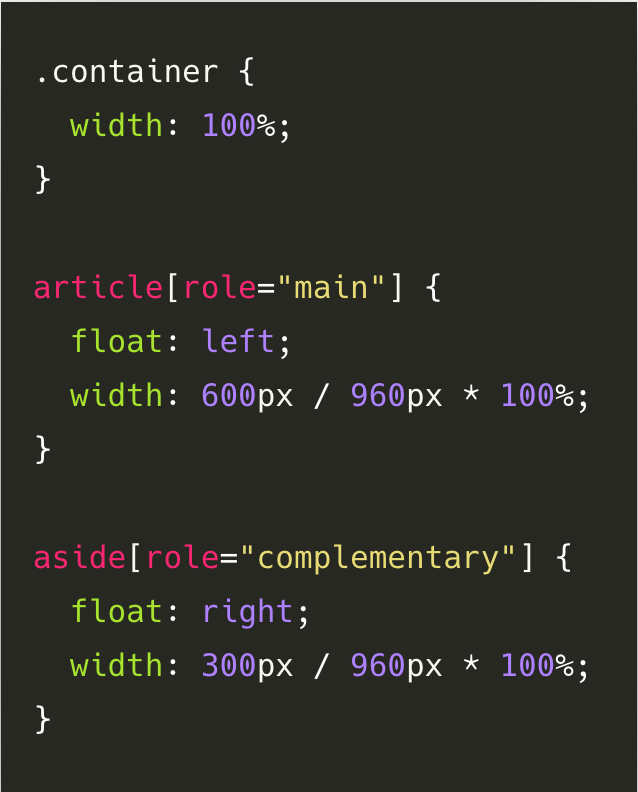 .container {
  width: 100%;
}

article[role="main"] {
  float: left;
  width: 600px / 960px * 100%;
}

aside[role="complementary"] {
  float: right;
  width: 300px / 960px * 100%;
}